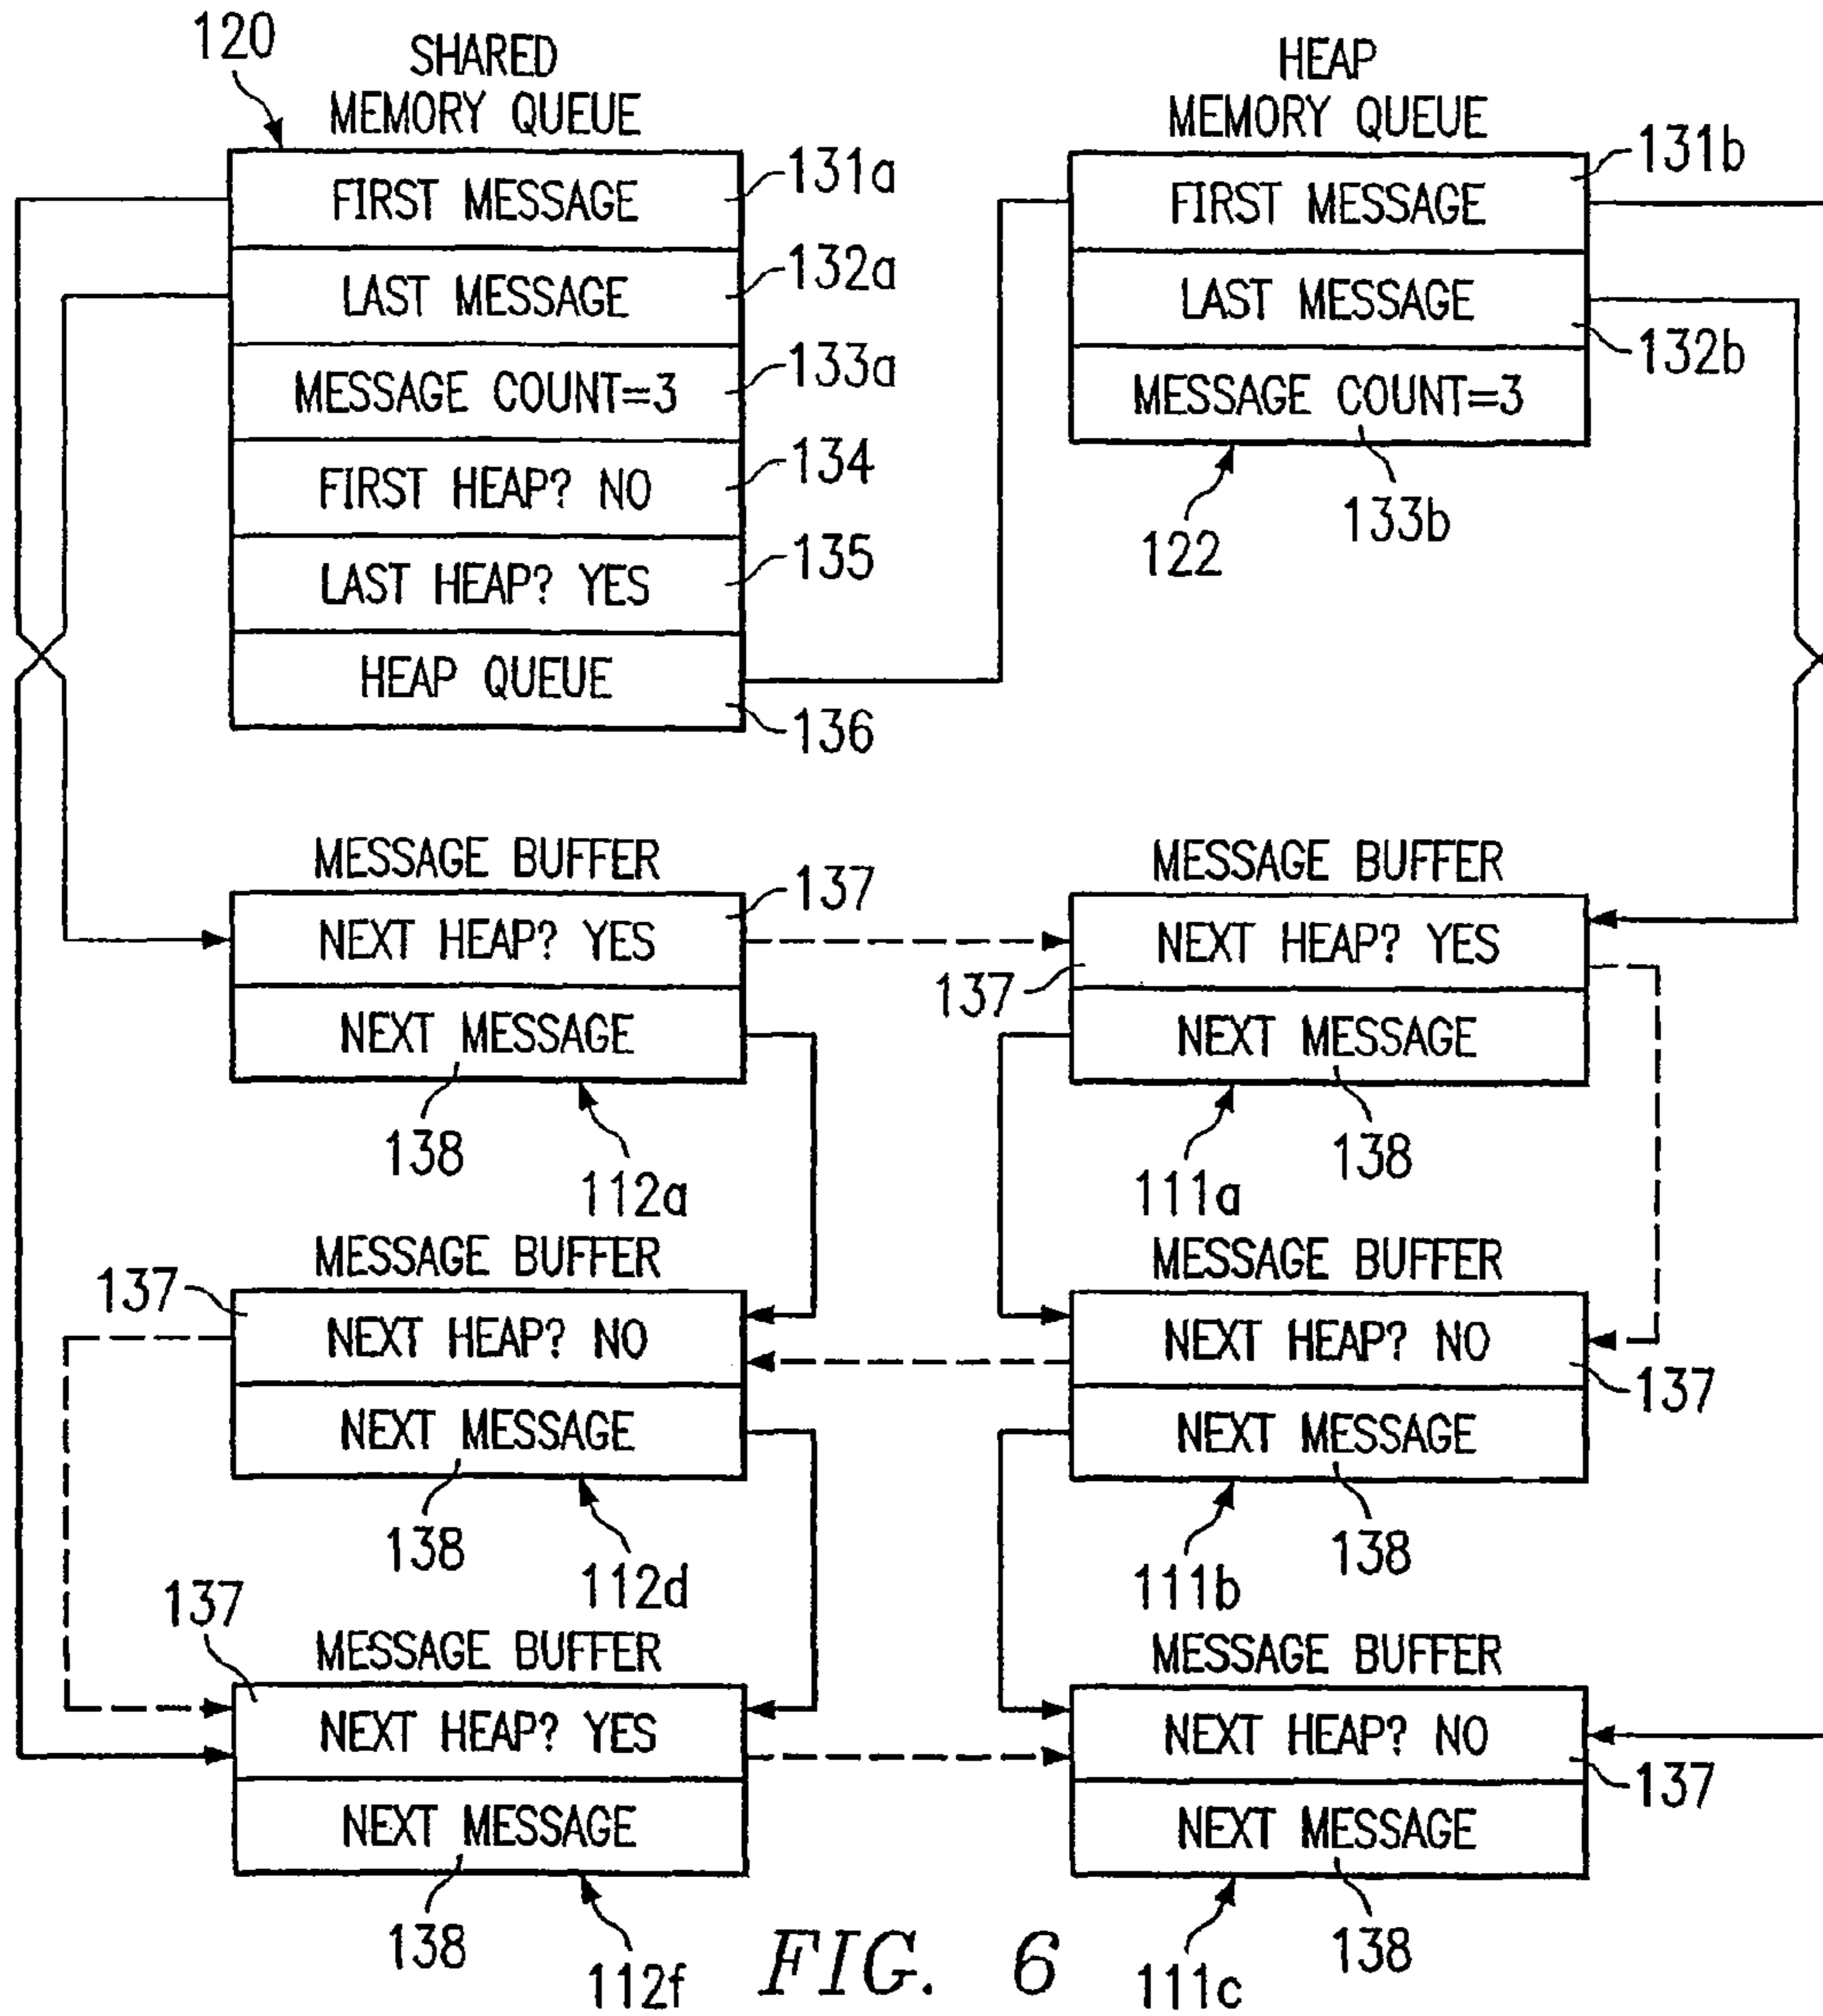 120
SHARED
MEMORY QUEUE
FIRST MESSAGE
131a
LAST MESSAGE
132a
MESSAGE COUNT=3
133a
FIRST HEAP? NO
134
LAST HEAP? YES
135
HEAP QUEUE
136
HEAP
MEMORY QUEUE
FIRST MESSAGE
131b
LAST MESSAGE
132b
MESSAGE COUNT=3
133b
122
MESSAGE BUFFER
137
NEXT HEAP? YES
NEXT MESSAGE
138
112a
MESSAGE BUFFER
NEXT HEAP? YES
137
NEXT MESSAGE
138
111a
MESSAGE BUFFER
137
NEXT HEAP? NO
NEXT MESSAGE
138
112d
MESSAGE BUFFER
NEXT HEAP? NO
137
NEXT MESSAGE
138
111b
137
MESSAGE BUFFER
NEXT HEAP? YES
NEXT MESSAGE
138
112f
MESSAGE BUFFER
NEXT HEAP? NO
137
NEXT MESSAGE
138
111c
FIG. 6